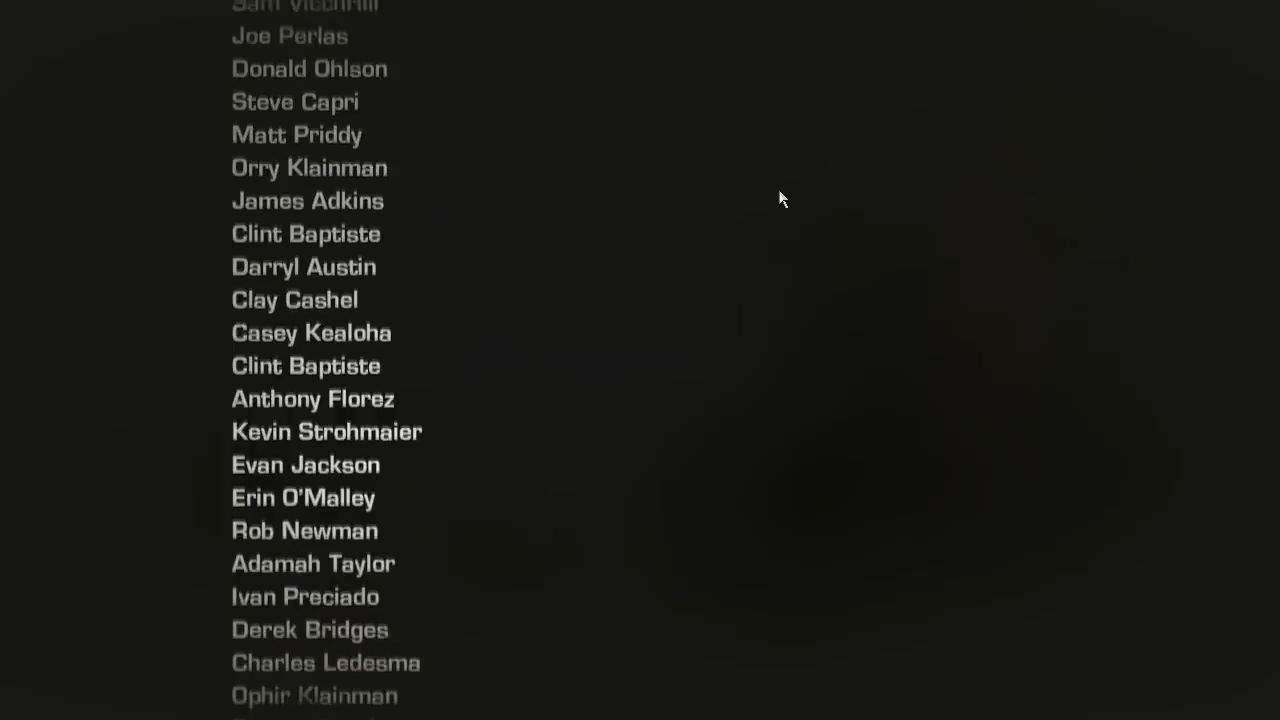 Joe Perlas
Donald Ohlson
Steve Capri
Matt Priddy
Orry Klainman
James Adkins
Clint Baptiste
Darryl Austin
Clay Cashel
Casey Kealoha
Clint Baptiste
Anthony Florez
Kevin Strohmaier
Evan Jackson
Erin O'Malley
Rob Newman
Adamah Taylor
Ivan Preciado
Derek Bridges
Charles Ledesma
Ophir Klainman